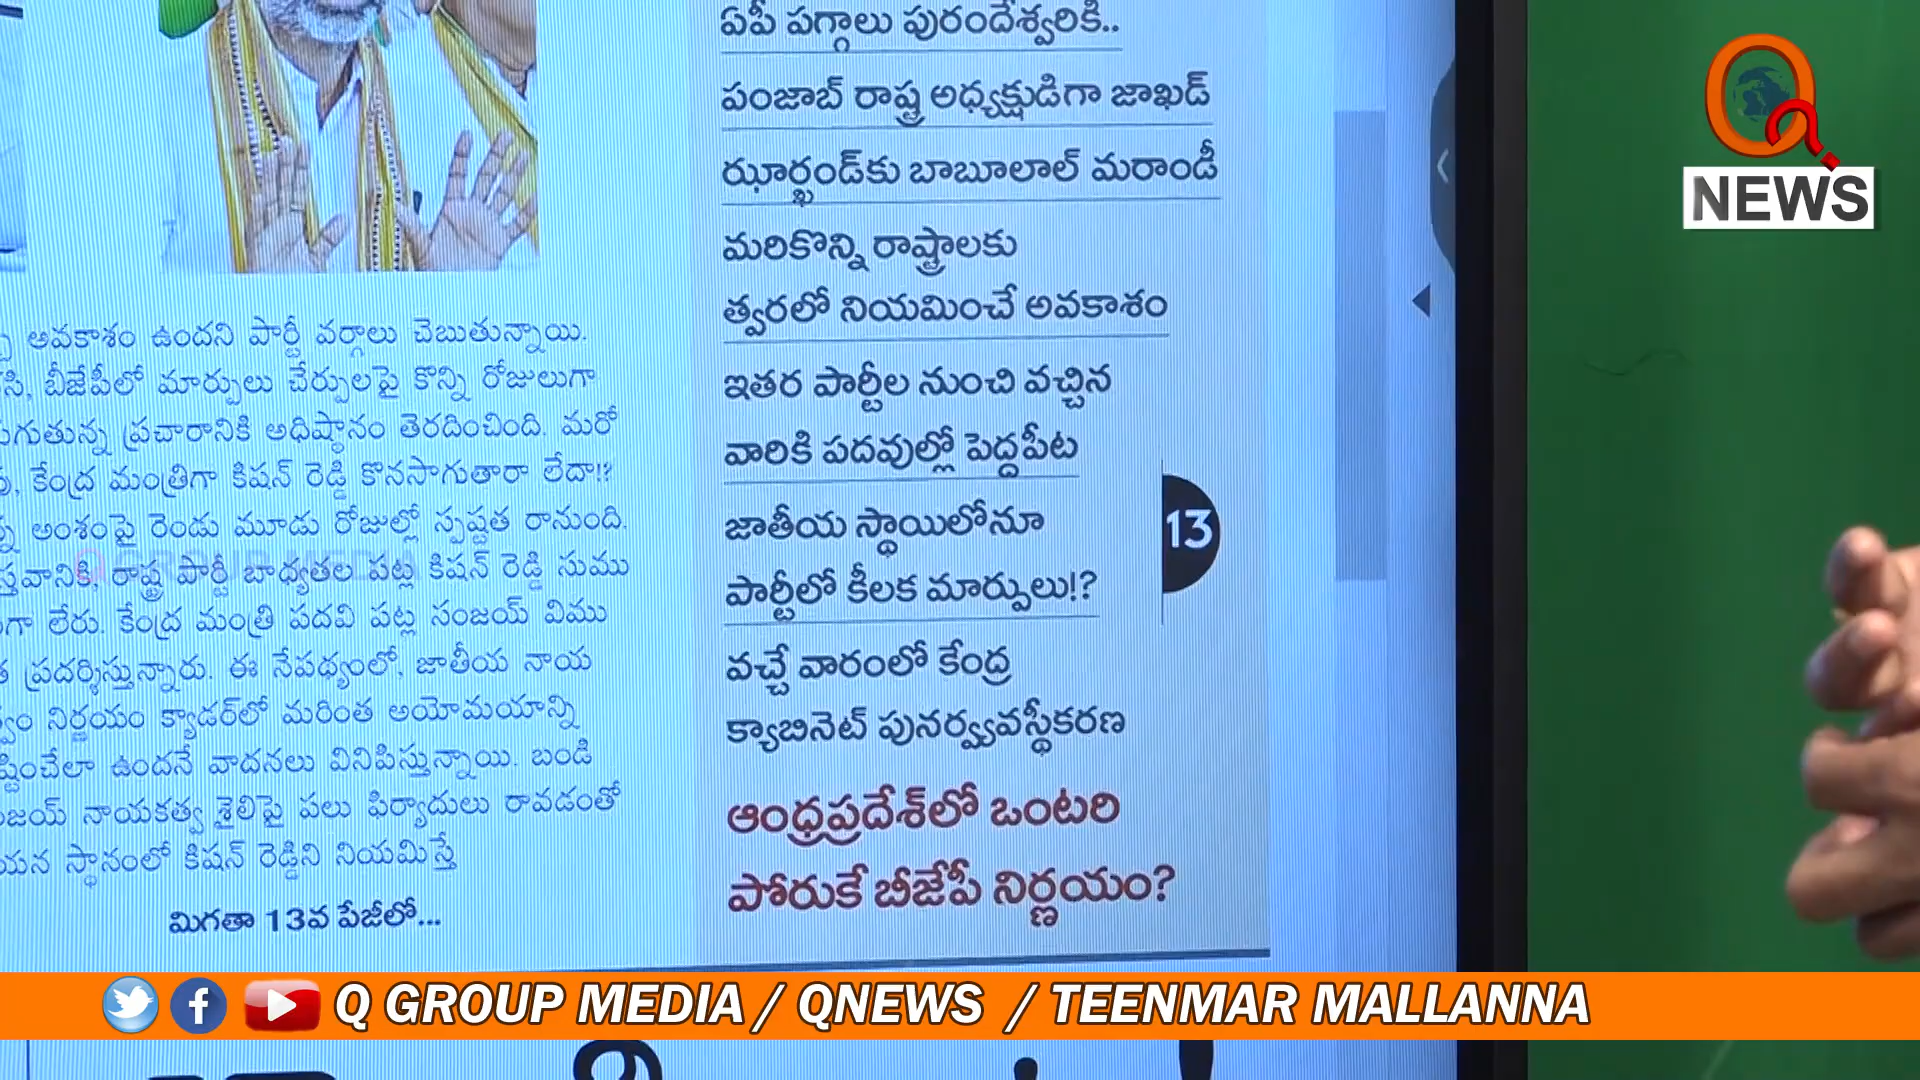 అవకాశం ఉందని పార్టీ వర్గాలు చెబుతున్నాయి.
బీజేపీలో మార్పులు చేర్పులపై కొన్ని రోజులుగా
ప్రచారానికి అధిష్ఠానం తెరదించింది. మరో
కేంద్ర మంత్రిగా కిషన్ రెడ్డి కొనసాగుతారా లేదా!?
అంశంపై రెండు మూడు రోజుల్లో స్పష్టత రానుంది.
రాష్ట్ర పార్టీ బాధ్యతల పట్ల కిషన్ రెడ్డి సుము
లేరు. కేంద్ర మంత్రి పదవి పట్ల సంజయ్ విము
ప్రదర్శిస్తున్నారు. ఈ నేపథ్యంలో, జాతీయ నాయ
నిర్ణయం క్యాడర్‌లో మరింత అయోమయాన్ని
ఉందనే వాదనలు వినిపిస్తున్నాయి. బండి
నాయకత్వ శైలిపై పలు ఫిర్యాదులు రావడంతో
స్థానంలో కిషన్ రెడ్డిని నియమిస్తే
మిగతా 13వ పేజీలో...
ఏపీ పగ్గాలు పురందేశ్వరికి..
పంజాబ్ రాష్ట్ర అధ్యక్షుడిగా జాఖడ్
ఝార్ఖండ్‌కు బాబూలాల్ మరాండీ
మరికొన్ని రాష్ట్రాలకు
త్వరలో నియమించే అవకాశం
ఇతర పార్టీల నుంచి వచ్చిన
వారికి పదవుల్లో పెద్దపీట
జాతీయ స్థాయిలోనూ
పార్టీలో కీలక మార్పులు!?
13
వచ్చే వారంలో కేంద్ర
క్యాబినెట్ పునర్వ్యవస్థీకరణ
ఆంధ్రప్రదేశ్‌లో ఒంటరి
పోరుకే బీజేపీ నిర్ణయం?
Q
NEWS
Q GROUP MEDIA / QNEWS / TEENMAR MALLANNA